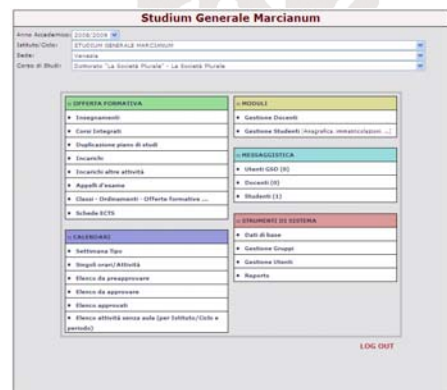 Studium Generale Marcianum
Anno Accademico: 2008/2009
Istituto/Ciclo: STUDIUM GENERALE MARCIANUM
Sede: Venezia
Corso di Studi: Dottorato "La Società Plurale" - La Società Plurale
:: OFFERTA FORMATIVA
Insegnamenti
Corsi Integrati
Duplicazione piano di studi
Incarichi
Incarichi altre attività
Appelli d'esame
Classi - Ordinamenti - Offerte formative ...
Scheda ECTS
:: CALENDARI
Settimana Tipo
Singoli orari/Attività
Elenco da preapprovare
Elenco da approvare
Elenco approvati
Elenco attività senza aula (per Istituto/Ciclo e
periodo)
:: MODULI
Gestione Docenti
Gestione Studenti [Anagrafica, immatricolazioni, ...]
:: MESSAGGISTICA
Utenti GSO (0)
Docenti (0)
Studenti (1)
:: STRUMENTI DI SISTEMA
Dati di base
Gestione Gruppi
Gestione Utenti
Reports
LOG OUT